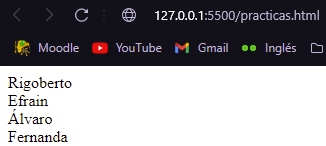 127.0.0.1:5500/practicas.html
Moodle YouTube Gmail Inglés
Rigoberto
Efrain
Álvaro
Fernanda